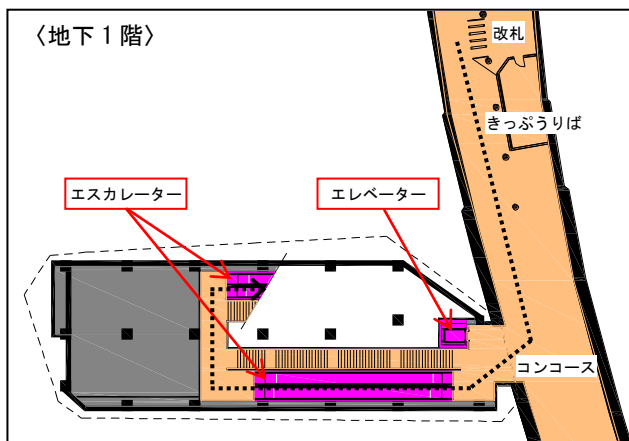 〈地下１階〉
改札
きっぷうりば
エスカレーター
エレベーター
コンコース